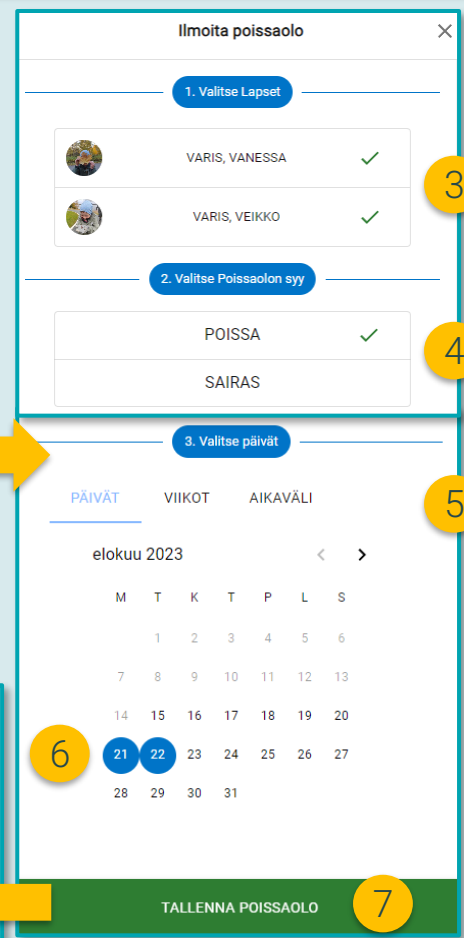 Ilmoita poissaolo
1. Valitse Lapset
VARIS, VANESSA
3
VARIS, VEIKKO
2. Valitse Poissaolon syy
POISSA
4
SAIRAS
3. Valitse päivät
PÄIVÄT VIIKOT AIKAVÄLI
5
elokuu 2023
M T K T P L S
1 2 3 4 5 6
7 8 9 10 11 12 13
14 15 16 17 18 19 20
6 21 22 23 24 25 26 27
28 29 30 31
TALLENNA POISSAOLO 7